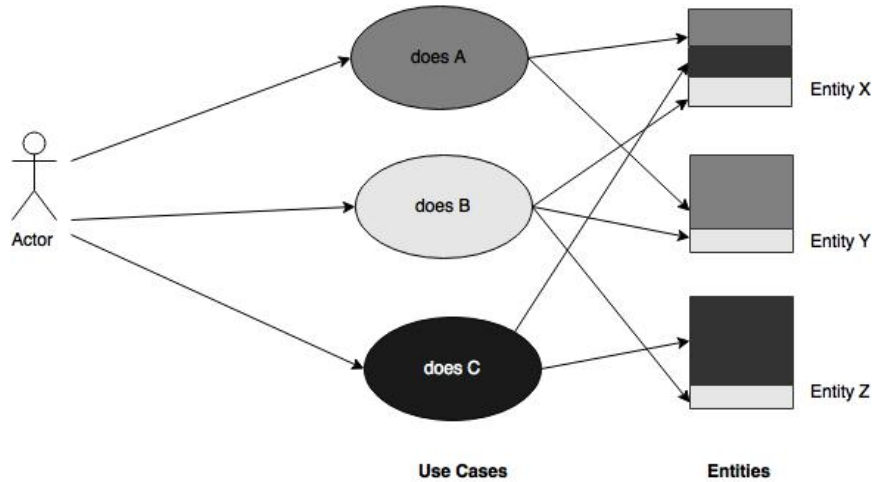 does A
Entity X
does B
Actor
Entity Y
does C
Entity Z
Use Cases
Entities